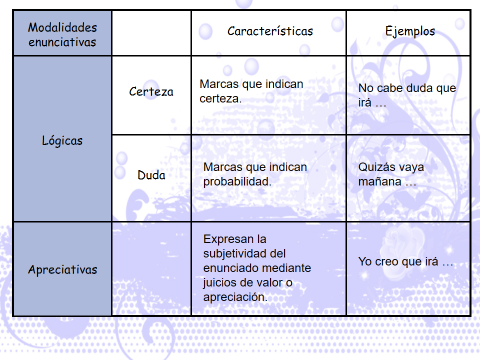 Modalidades
enunciativas
Características
Ejemplos
Lógicas
Certeza
Marcas que indican
certeza.
No cabe duda que
irá …
Duda
Marcas que indican
probabilidad.
Quizás vaya
mañana …
Apreciativas
Expresan la
subjetividad del
enunciado mediante
juicios de valor o
apreciación.
Yo creo que irá …